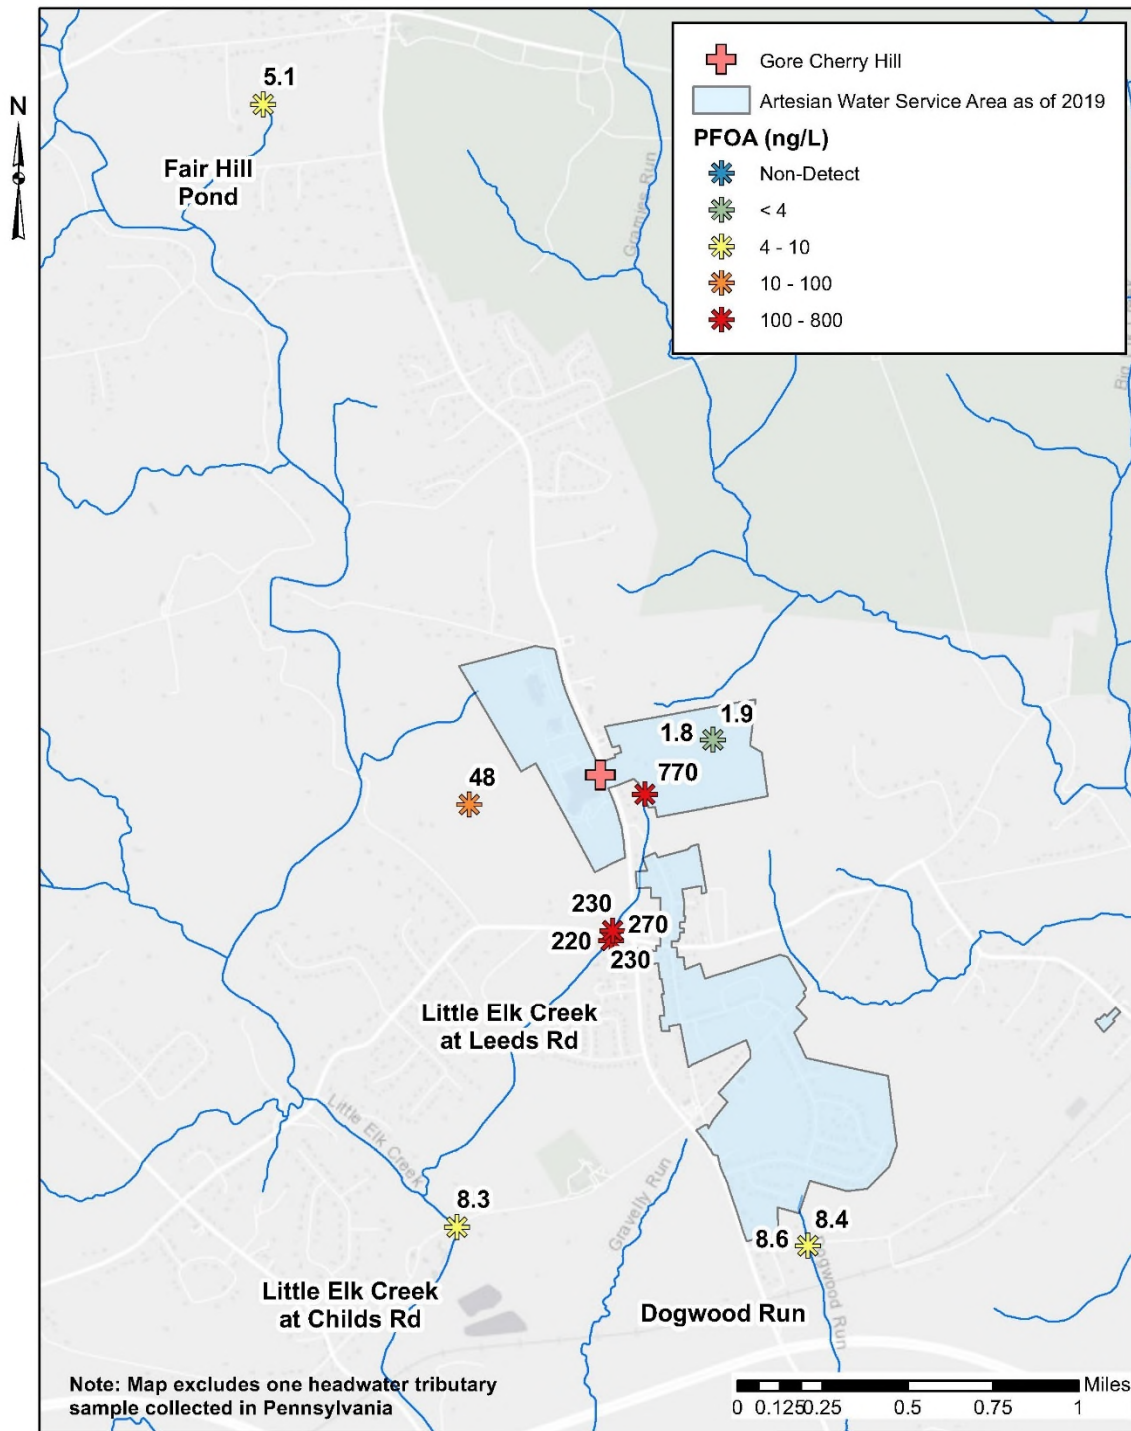 Gore Cherry Hill
Artesian Water Service Area as of 2019
PFOA (ng/L)
Non-Detect
< 4
4 - 10
10 - 100
100 - 800
N
5.1
Fair Hill
Pond
Gramies Run
1.9
1.8
770
48
230
270
220
230
Little Elk Creek
at Leeds Rd
Little Elk Creek
8.3
Gravelly Run
8.4
8.6
Dogwood Run
Little Elk Creek
at Childs Rd
Dogwood Run
Note: Map excludes one headwater tributary
sample collected in Pennsylvania
Miles
0 0.125 0.25 0.5 0.75 1